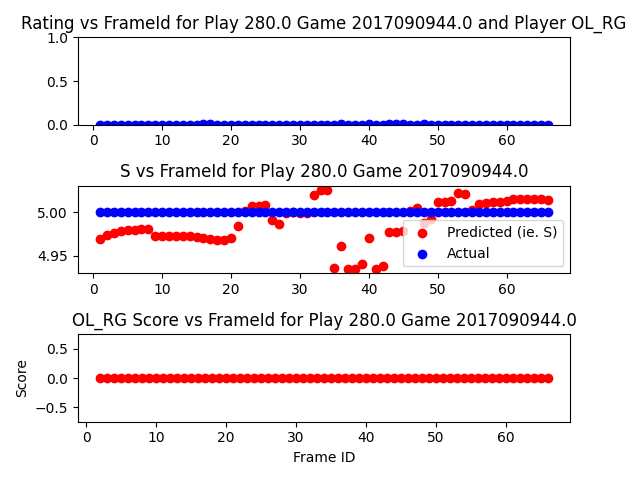 Rating vs FrameId for Play 280.0 Game 2017090944.0 and Player OL_RG
1.0
0.5
0.0
0 10 20 30 40 50 60
S vs FrameId for Play 280.0 Game 2017090944.0
5.00
4.95
Predicted (ie. S)
Actual
0 10 20 30 40 50 60
OL_RG Score vs FrameId for Play 280.0 Game 2017090944.0
Score
0.5
0.0
−0.5
0 10 20 30 40 50 60
Frame ID